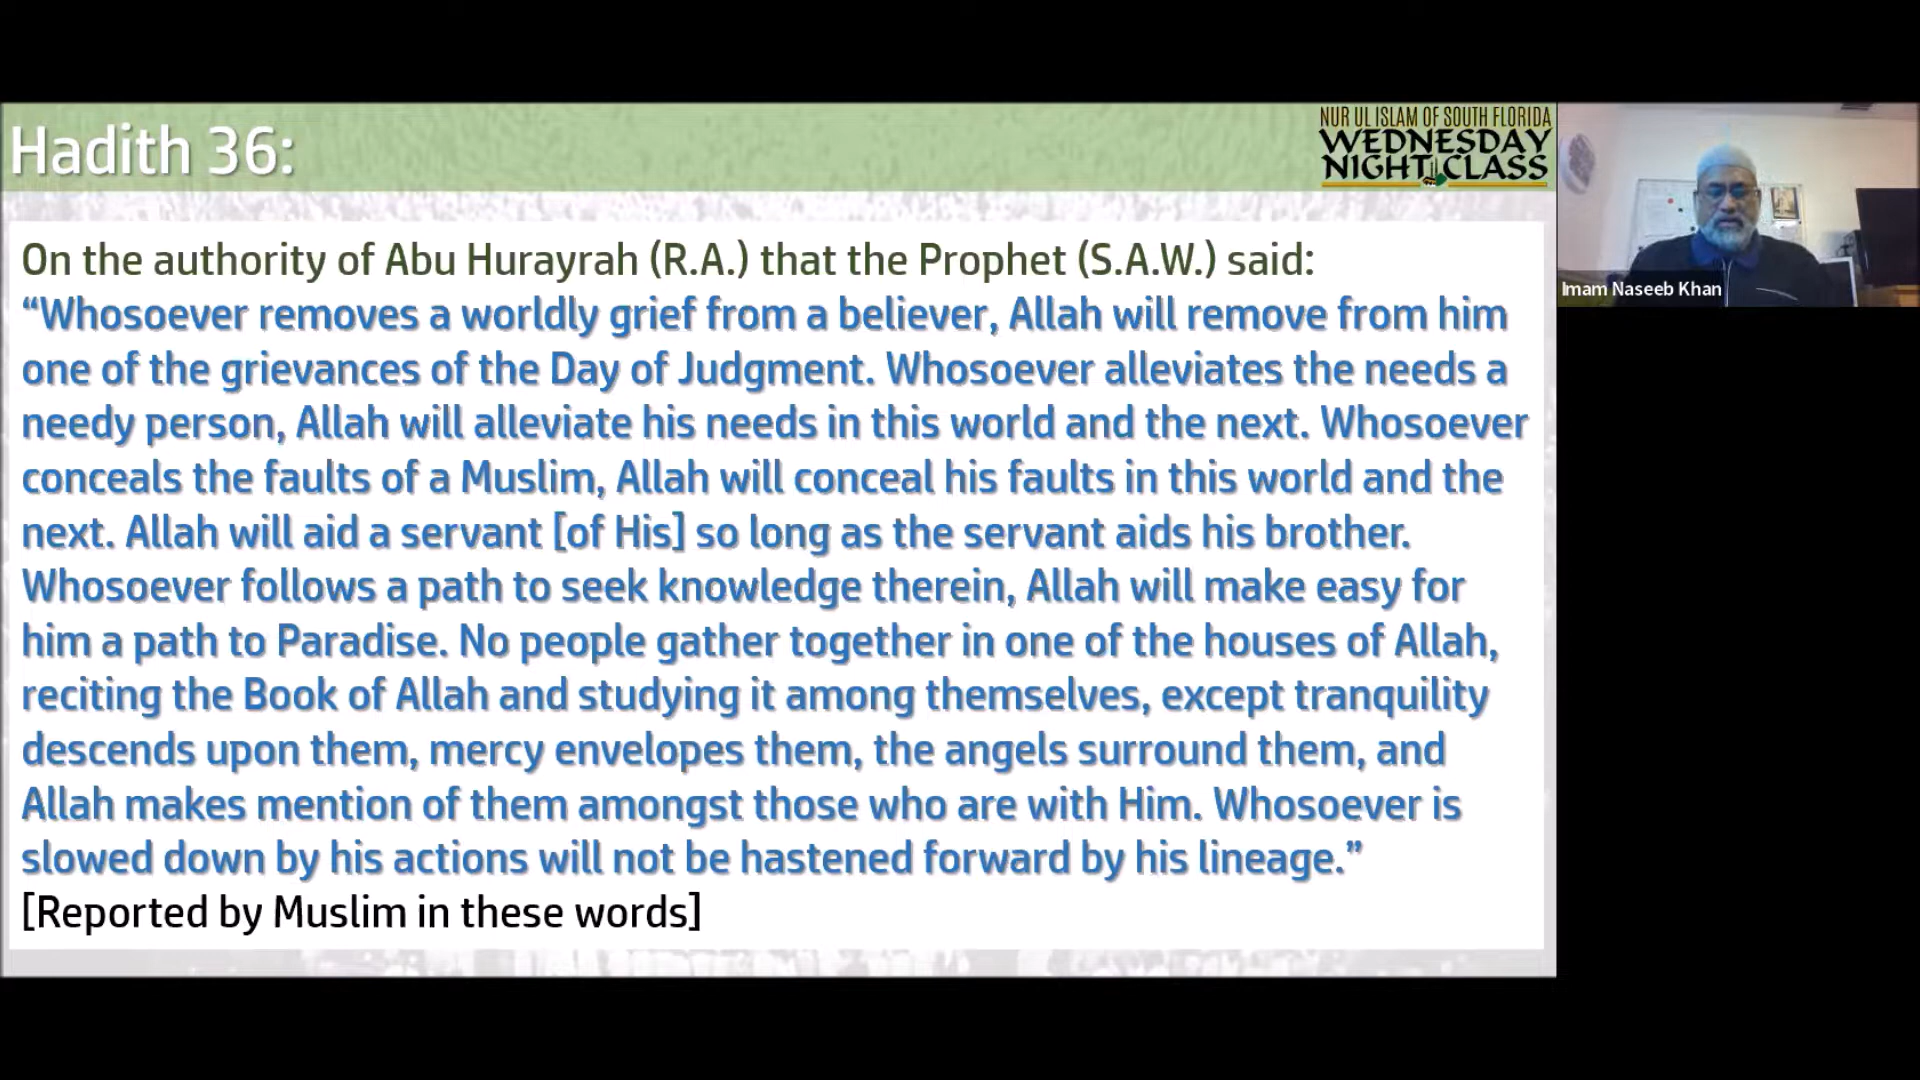 Hadith 36:
NUR UL ISLAM OF SOUTH FLORIDA
WEDNESDAY
NIGHT CLASS
On the authority of Abu Hurayrah (R.A.) that the Prophet (S.A.W.) said:
“Whosoever removes a worldly grief from a believer, Allah will remove from him
one of the grievances of the Day of Judgment. Whosoever alleviates the needs a
needy person, Allah will alleviate his needs in this world and the next. Whosoever
conceals the faults of a Muslim, Allah will conceal his faults in this world and the
next. Allah will aid a servant [of His] so long as the servant aids his brother.
Whosoever follows a path to seek knowledge therein, Allah will make easy for
him a path to Paradise. No people gather together in one of the houses of Allah,
reciting the Book of Allah and studying it among themselves, except tranquility
descends upon them, mercy envelopes them, the angels surround them, and
Allah makes mention of them amongst those who are with Him. Whosoever is
slowed down by his actions will not be hastened forward by his lineage.”
[Reported by Muslim in these words]
Imam Naseeb Khan